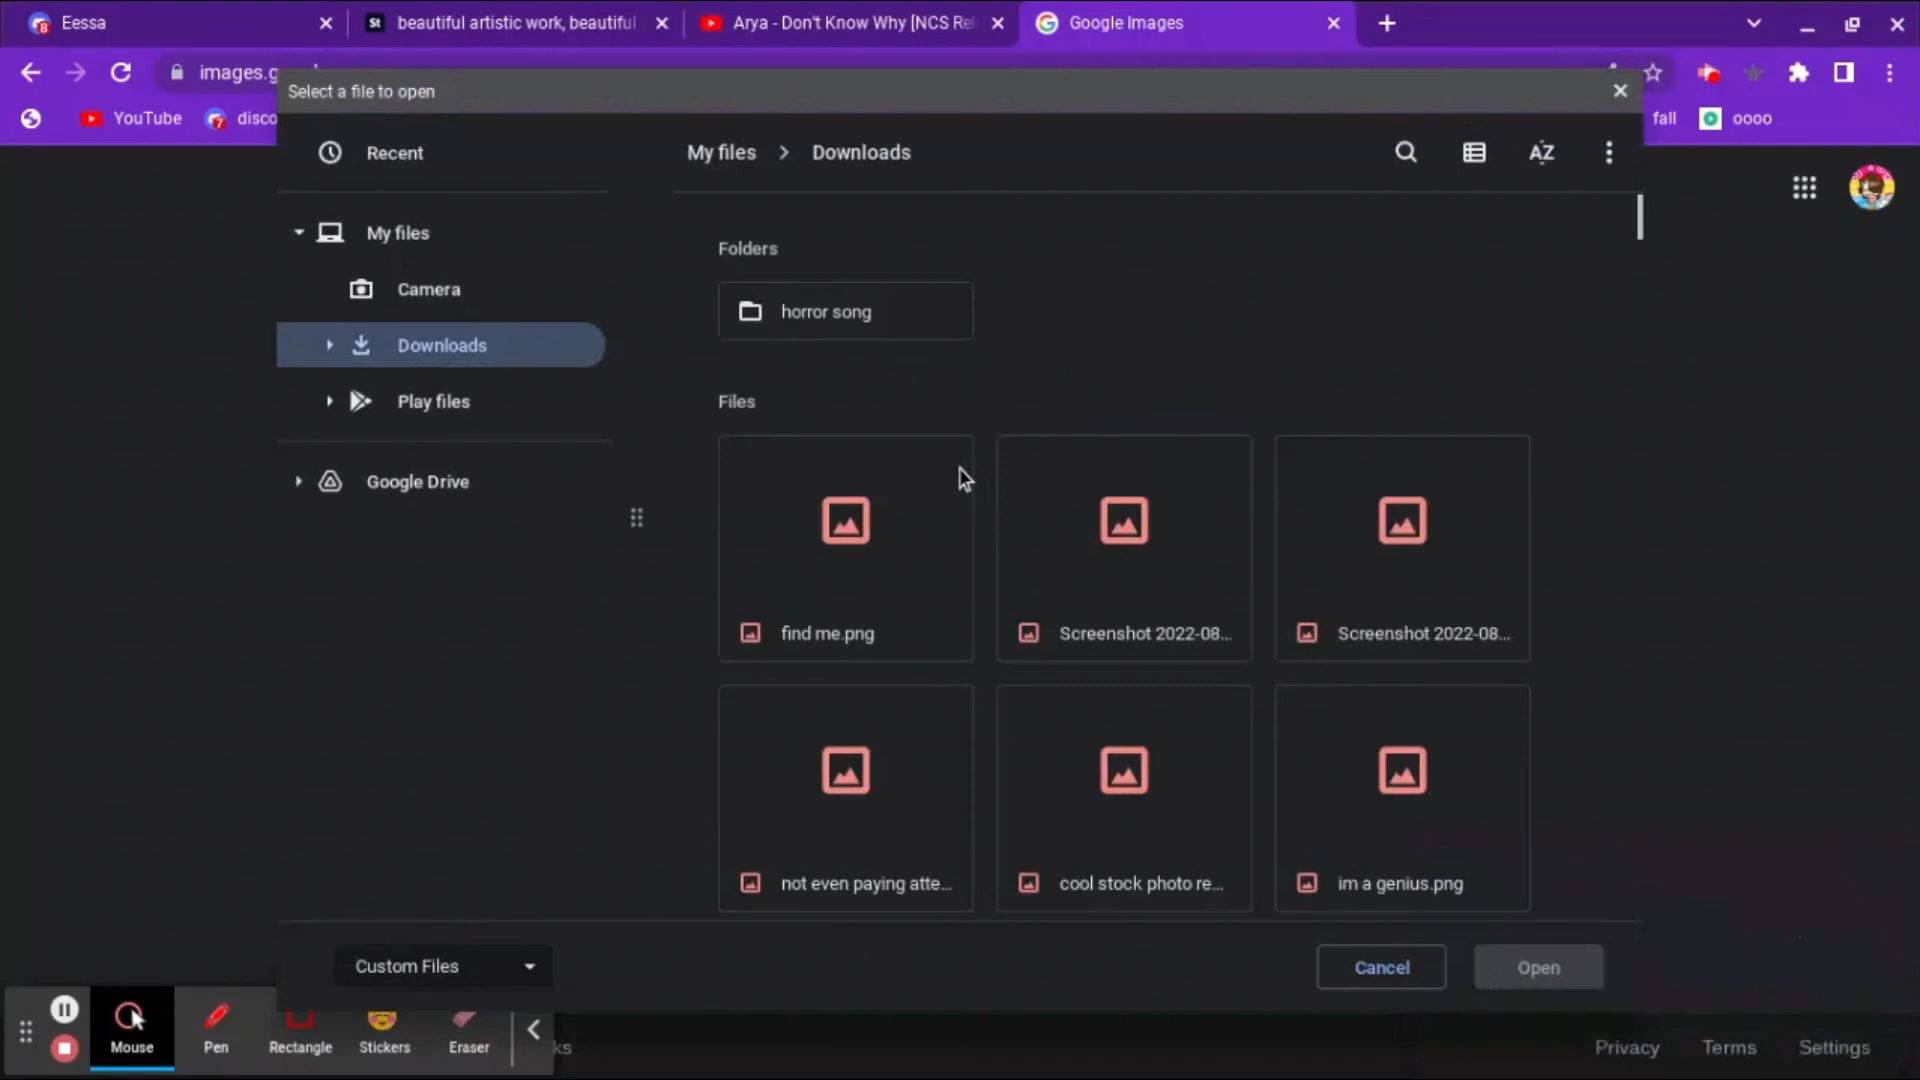 Eessa
St beautiful artistic work, beautiful
Arya - Don't Know Why [NCS Rel
Google Images
images.g
YouTube
disco
fall
oooo
Select a file to open
Recent
My files > Downloads
AZ
My files
Camera
Downloads
Play files
Google Drive
Folders
horror song
Files
find me.png
Screenshot 2022-08...
Screenshot 2022-08...
not even paying atte...
cool stock photo re...
im a genius.png
Custom Files
Cancel
Open
Mouse
Pen
Rectangle
Stickers
Eraser
ks
Privacy
Terms
Settings